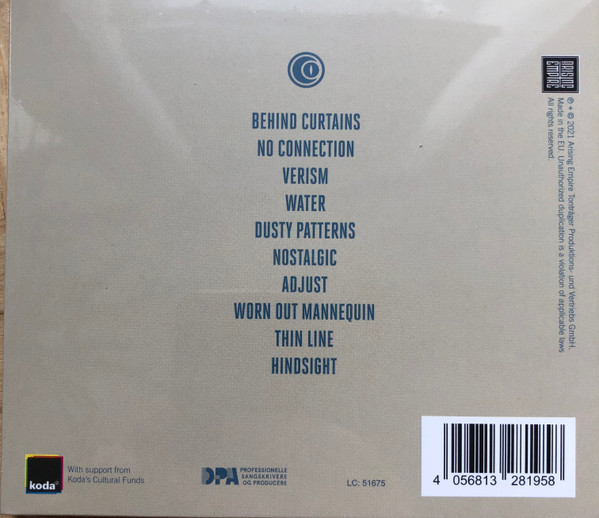 BEHIND CURTAINS
NO CONNECTION
VERISM
WATER
DUSTY PATTERNS
NOSTALGIC
ADJUST
WORN OUT MANNEQUIN
THIN LINE
HINDSIGHT
ARISING
EMPIRE
℗ + © 2021 Arising Empire Tonträger Produktions- und Vertriebs GmbH.
Made in the EU. Unauthorized duplication is a violation of applicable laws
All rights reserved.
koda
With support from
Koda's Cultural Funds
DPA
PROFESSIONELLE
SANGSKRIVERE
OG PRODUCERE
LC: 51675
4 056813 281958